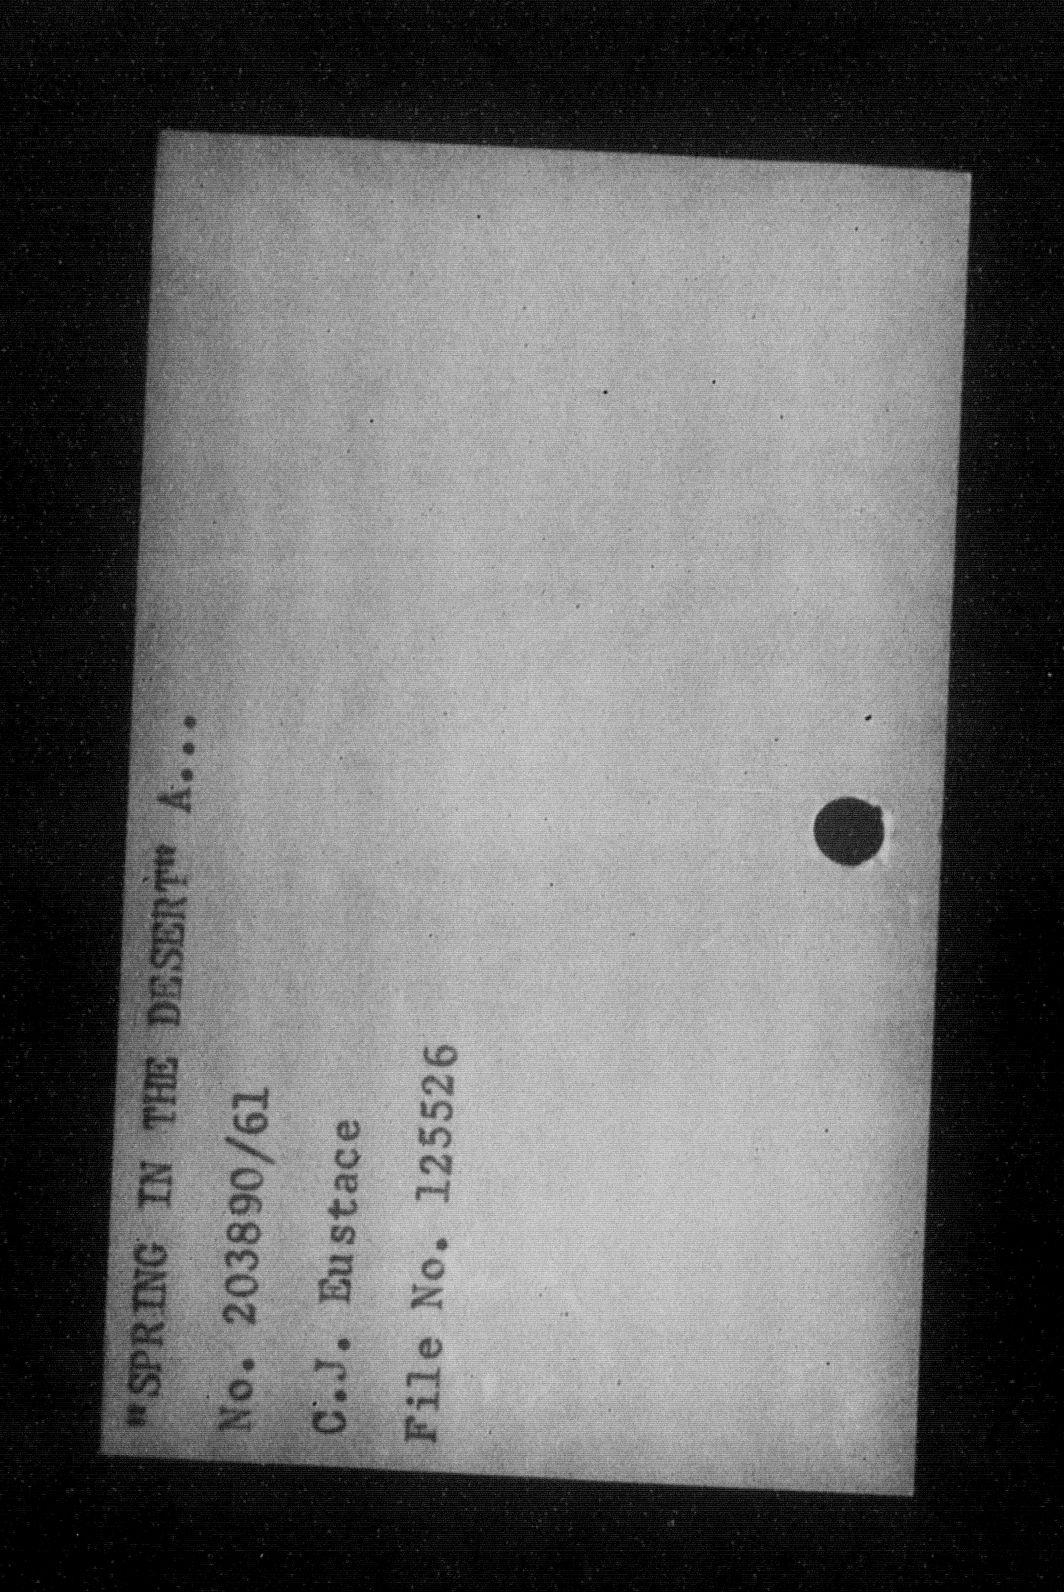 "SPRING IN THE DESERT" A...
No. 203890/61
C.J. Eustace
File No. 125526